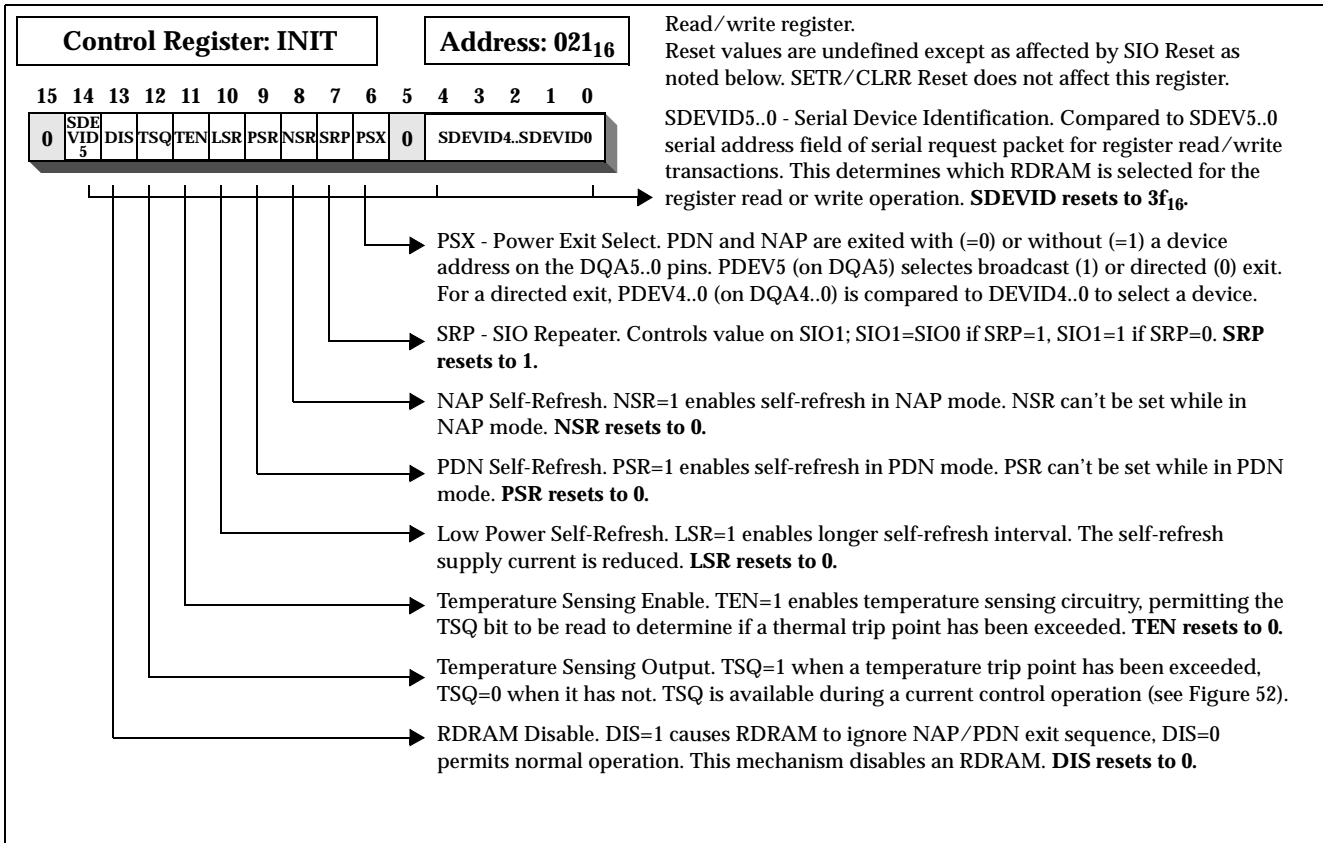 Control Register: INIT
Address: 021₁₆
Read/write register.
Reset values are undefined except as affected by SIO Reset as
noted below. SETR/CLRR Reset does not affect this register.
15 14 13 12 11 10 9 8 7 6 5 4 3 2 1 0
0 SDE VID 5 DIS TSQ TEN LSR PSR NSR SRP PSX 0 SDEVID4..SDEVID0
SDEVID5..0 - Serial Device Identification. Compared to SDEV5..0
serial address field of serial request packet for register read/write
transactions. This determines which RDRAM is selected for the
register read or write operation. SDEVID resets to 3f₁₆.
PSX - Power Exit Select. PDN and NAP are exited with (=0) or without (=1) a device
address on the DQA5..0 pins. PDEV5 (on DQA5) selectes broadcast (1) or directed (0) exit.
For a directed exit, PDEV4..0 (on DQA4..0) is compared to DEVID4..0 to select a device.
SRP - SIO Repeater. Controls value on SIO1; SIO1=SIO0 if SRP=1, SIO1=1 if SRP=0. SRP
resets to 1.
NAP Self-Refresh. NSR=1 enables self-refresh in NAP mode. NSR can't be set while in
NAP mode. NSR resets to 0.
PDN Self-Refresh. PSR=1 enables self-refresh in PDN mode. PSR can't be set while in PDN
mode. PSR resets to 0.
Low Power Self-Refresh. LSR=1 enables longer self-refresh interval. The self-refresh
supply current is reduced. LSR resets to 0.
Temperature Sensing Enable. TEN=1 enables temperature sensing circuitry, permitting the
TSQ bit to be read to determine if a thermal trip point has been exceeded. TEN resets to 0.
Temperature Sensing Output. TSQ=1 when a temperature trip point has been exceeded,
TSQ=0 when it has not. TSQ is available during a current control operation (see Figure 52).
RDRAM Disable. DIS=1 causes RDRAM to ignore NAP/PDN exit sequence, DIS=0
permits normal operation. This mechanism disables an RDRAM. DIS resets to 0.